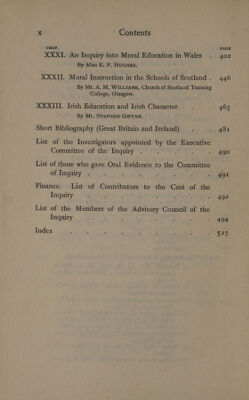 x Contents
CHAP. PAGE
XXXI. An Inquiry into Moral Education in Wales . 402
By Miss E. P. HUGHES.
XXXII. Moral Instruction in the Schools of Scotland . 446
By Mr. A. M. WILLIAMS, Church of Scotland Training
College, Glasgow.
XXXIII. Irish Education and Irish Character . . 465
By Mr. STEPHEN GWYNN.
Short Bibliography (Great Britain and Ireland) . . 481
List of the Investigators appointed by the Executive
Committee of the Inquiry . . . . . 490
List of those who gave Oral Evidence to the Committee
of Inquiry . . . . . . . . 491
Finance. List of Contributors to the Cost of the
Inquiry . . . . . . . . 492
List of the Members of the Advisory Council of the
Inquiry . . . . . . . . 494
Index . . . . . . . . . 527